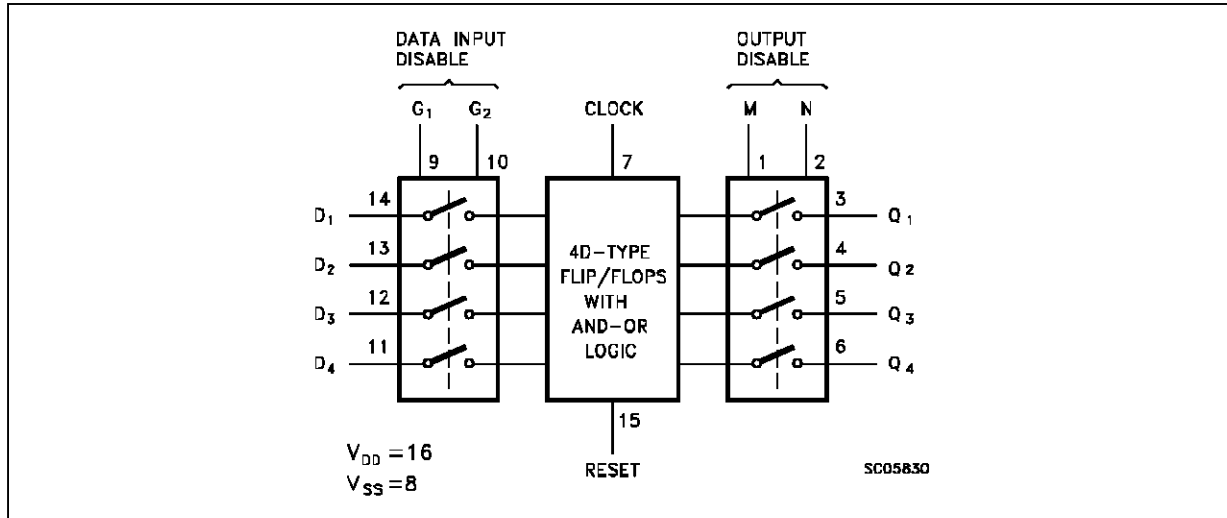 DATA INPUT
DISABLE
OUTPUT
DISABLE
G₁ G₂ CLOCK M N
9 10 7 1 2
D₁ 14 3 Q₁
D₂ 13 4 Q₂
D₃ 12 5 Q₃
D₄ 11 6 Q₄
4D-TYPE
FLIP/FLOPS
WITH
AND-OR
LOGIC
15
RESET
V_DD =16
V_SS =8
SC05830